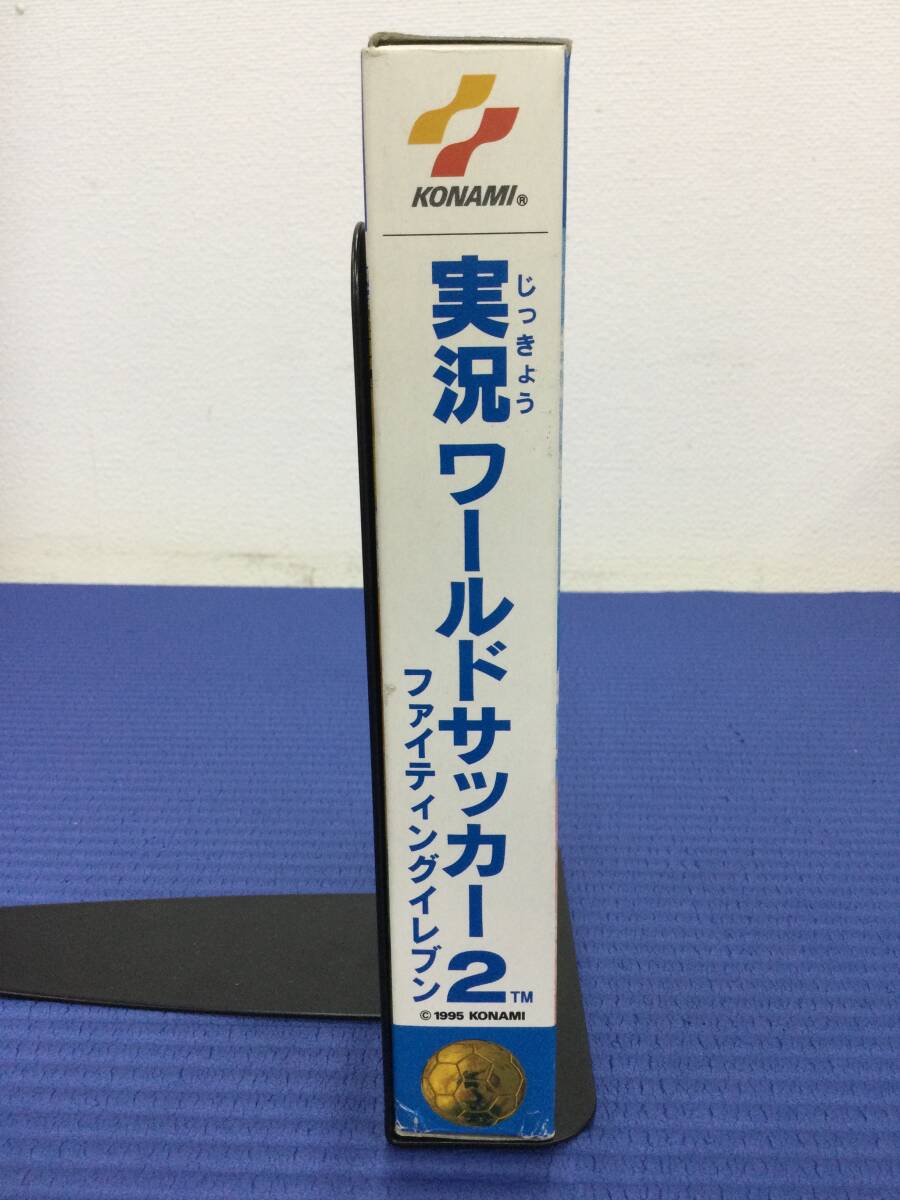 KONAMI®
実況
じっきょう
ワールドサッカー2™
ファイティングイレブン
© 1995 KONAMI